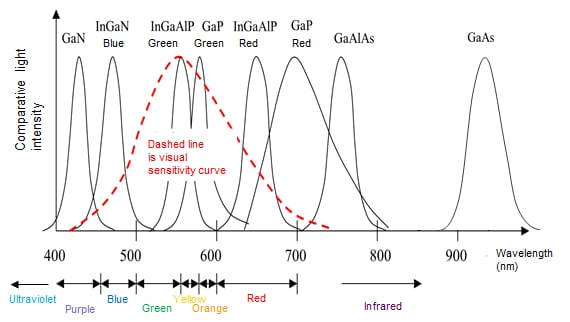 GaN
InGaN
Blue
InGaAlP
Green
GaP
Green
InGaAlP
Red
GaP
Red
GaAlAs
GaAs
Comparative light
intensity
Dashed line
is visual
sensitivity curve
400 500 600 700 800 900 Wavelength
(nm)
Ultraviolet
Purple
Blue
Green
Yellow
Orange
Red
Infrared